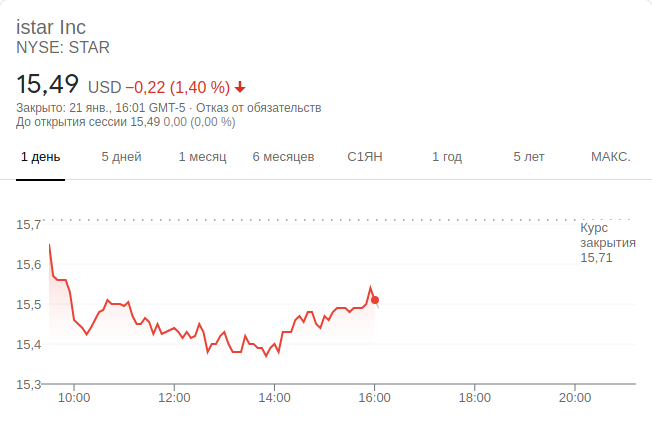 istar Inc
NYSE: STAR
15,49 USD −0,22 (1,40 %)
Закрыто: 21 янв., 16:01 GMT-5 · Отказ от обязательств
До открытия сессии 15,49 0,00 (0,00 %)
1 день 5 дней 1 месяц 6 месяцев С1ЯН 1 год 5 лет МАКС.
15,7
Курс
закрытия
15,71
15,6
15,5
15,4
15,3
10:00 12:00 14:00 16:00 18:00 20:00